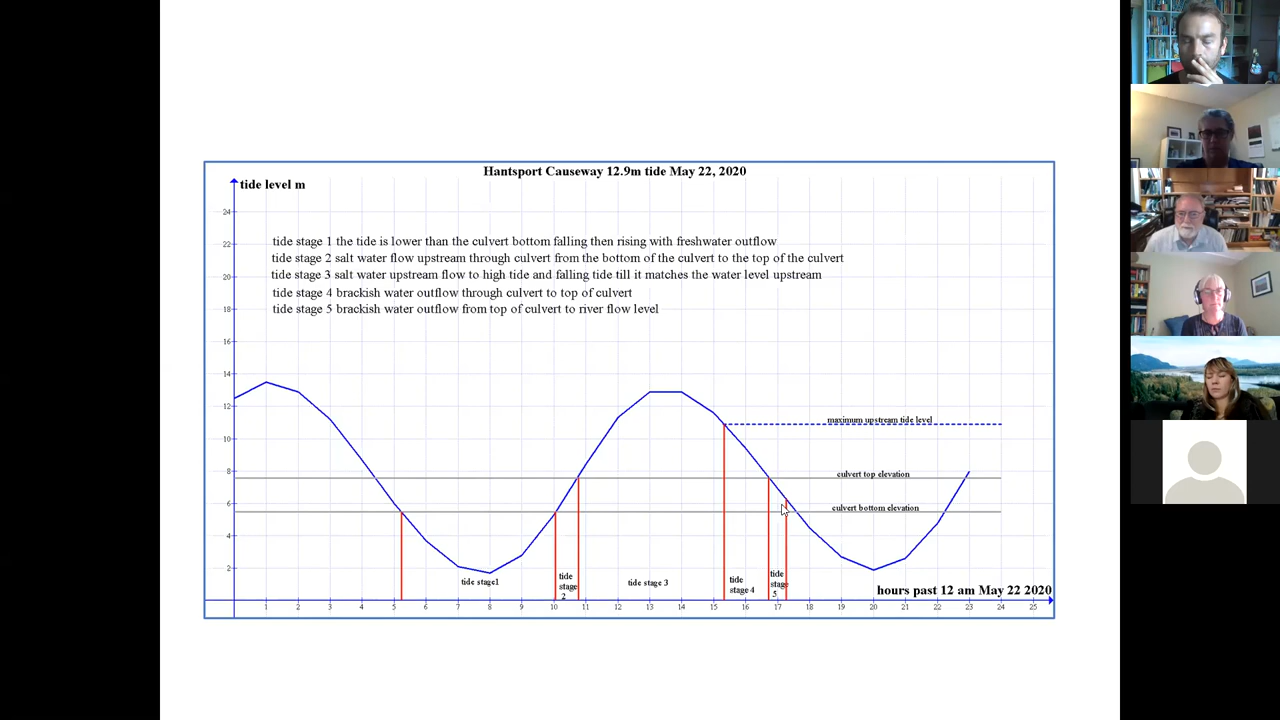 Hantsport Causeway 12.9m tide May 22, 2020
tide level m
24
22
20
18
16
14
12
10
8
6
4
2
tide stage 1 the tide is lower than the culvert bottom falling then rising with freshwater outflow
tide stage 2 salt water flow upstream through culvert from the bottom of the culvert to the top of the culvert
tide stage 3 salt water upstream flow to high tide and falling tide till it matches the water level upstream
tide stage 4 brackish water outflow through culvert to top of culvert
tide stage 5 brackish water outflow from top of culvert to river flow level
maximum upstream tide level
culvert top elevation
culvert bottom elevation
tide stage1
tide
stage
2
tide stage 3
tide
stage 4
tide
stage
5
hours past 12 am May 22 2020
1 2 3 4 5 6 7 8 9 10 11 12 13 14 15 16 17 18 19 20 21 22 23 24 25